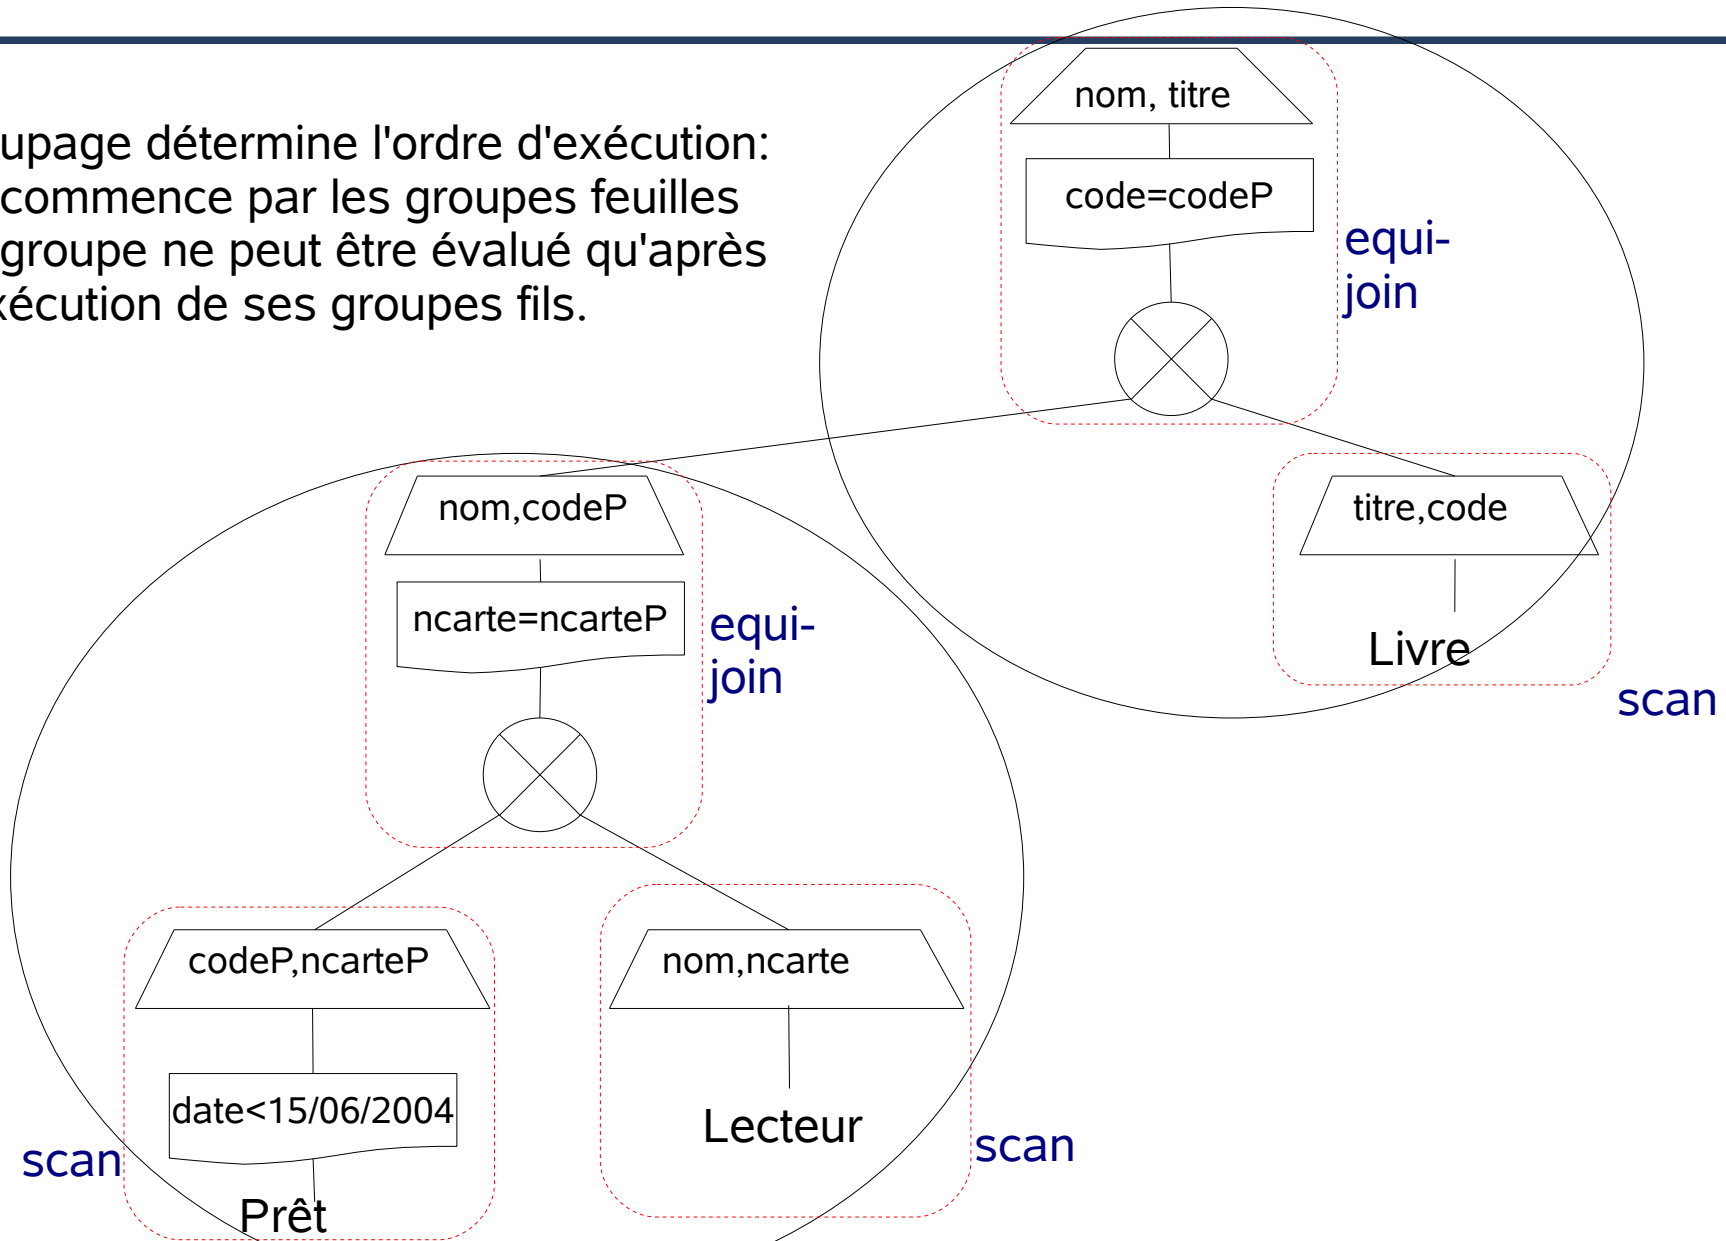 upage détermine l'ordre d'exécution:
commence par les groupes feuilles
groupe ne peut être évalué qu'après
xécution de ses groupes fils.
nom, titre
code=codeP
equi-
join
nom,codeP
titre,code
ncarte=ncarteP
equi-
join
Livre
scan
codeP,ncarteP
nom,ncarte
date<15/06/2004
Lecteur
scan
scan
Prêt